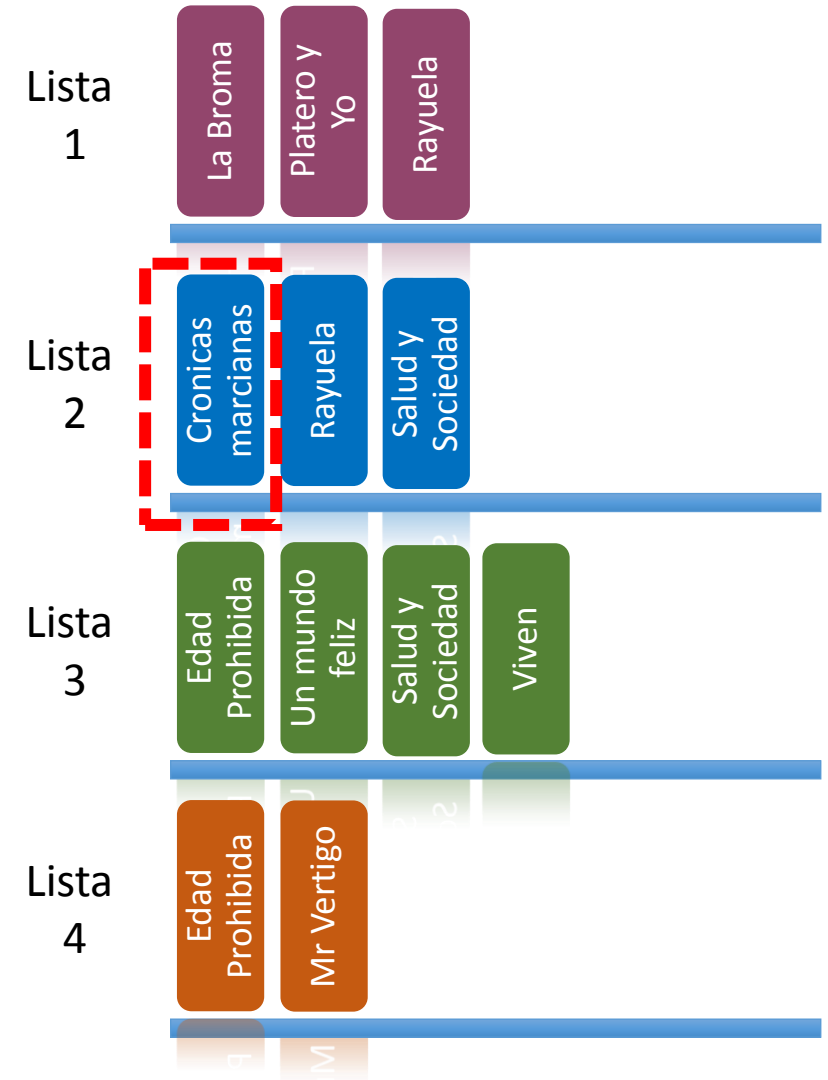 Lista
1
La Broma
Platero y
Yo
Rayuela
Lista
2
Cronicas
marcianas
Rayuela
Salud y
Sociedad
Lista
3
Edad
Prohibida
Un mundo
feliz
Salud y
Sociedad
Viven
Lista
4
Edad
Prohibida
Mr Vertigo